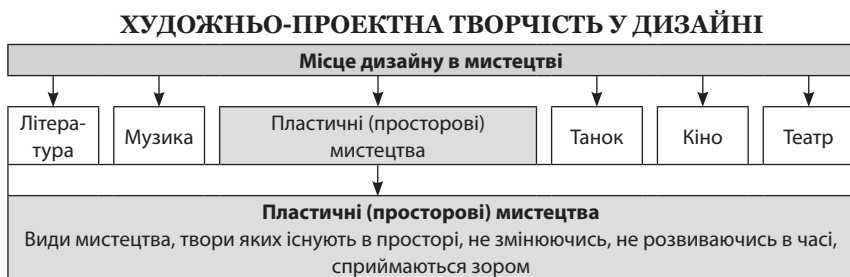 ХУДОЖНЬО-ПРОЕКТНА ТВОРЧІСТЬ У ДИЗАЙНІ
Місце дизайну в мистецтві
Літера-
тура
Музика
Пластичні (просторові)
мистецтва
Танок
Кіно
Театр
Пластичні (просторові) мистецтва
Види мистецтва, твори яких існують в просторі, не змінюючись, не розвиваючись в часі,
сприймаються зором